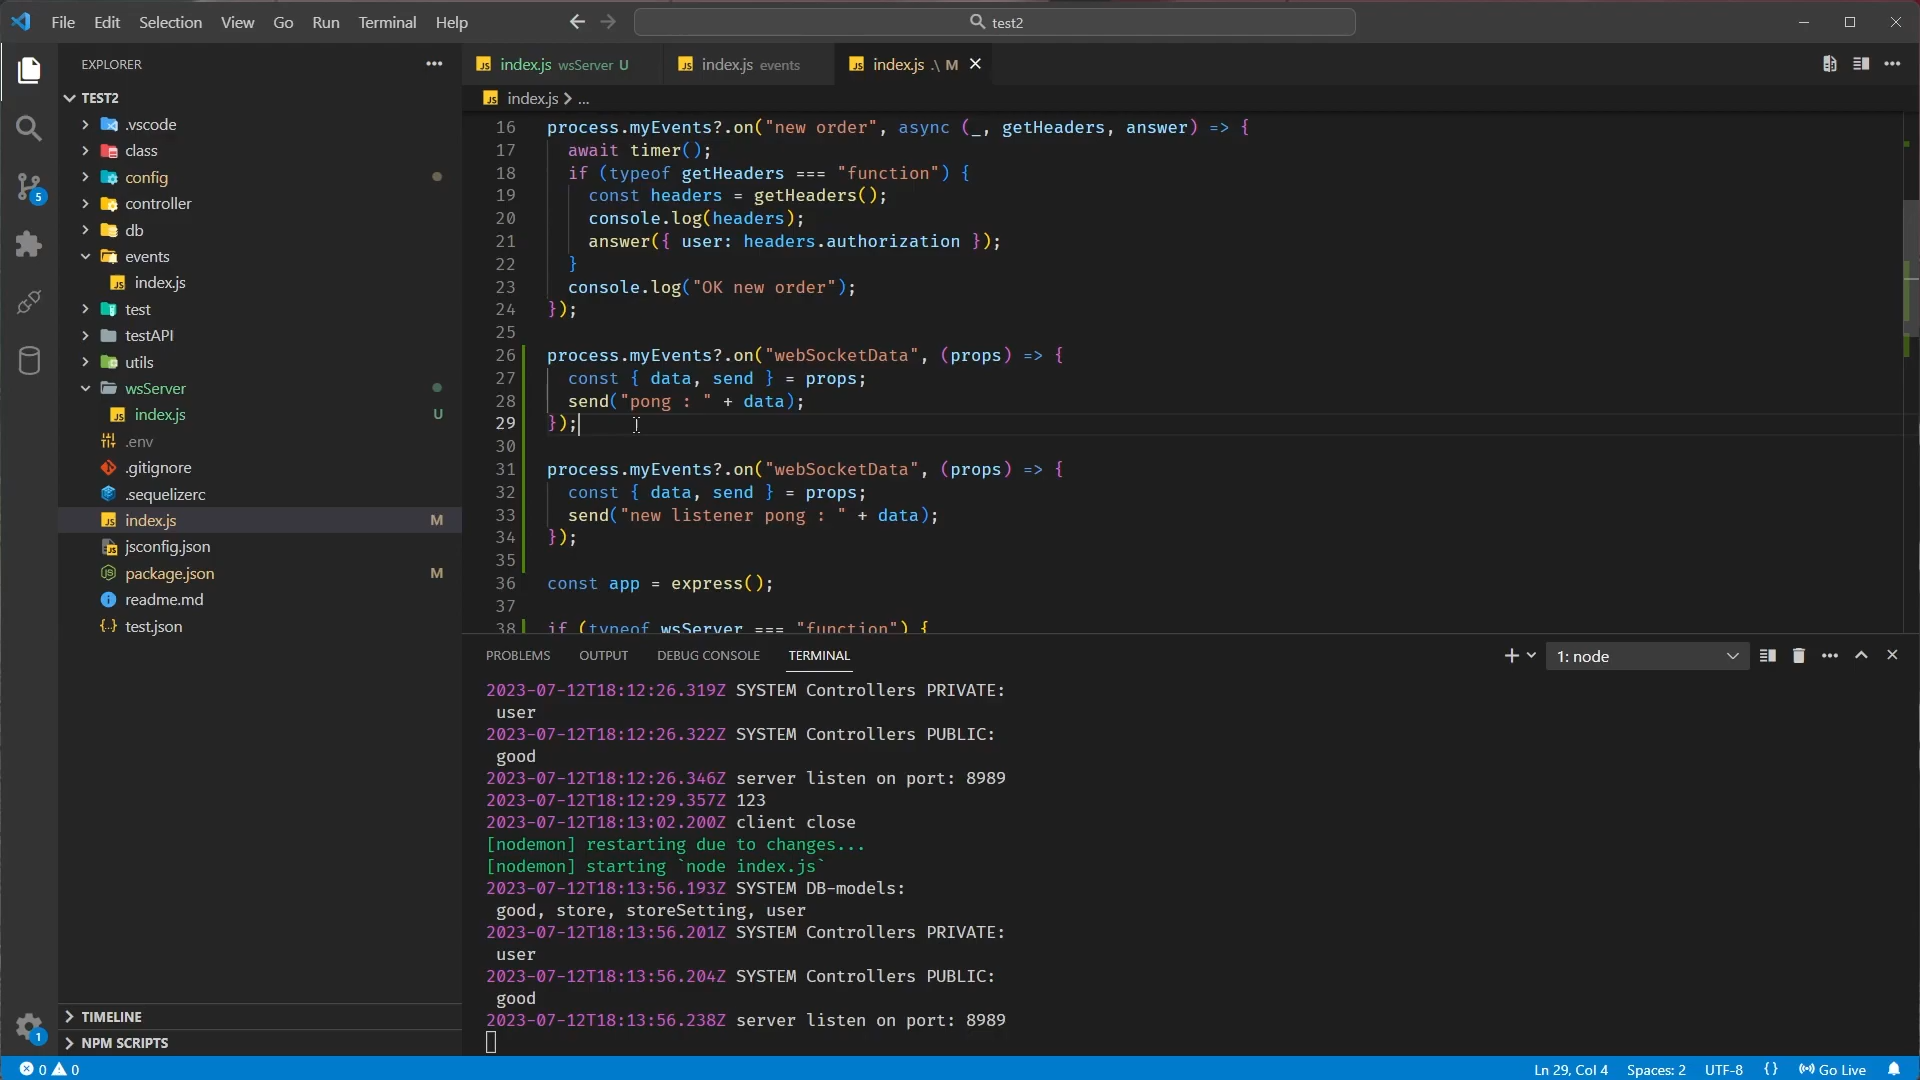 File Edit Selection View Go Run Terminal Help
test2
EXPLORER
JS index.js wsServer U
JS index.js events
JS index.js .\ M
JS index.js > ...
TEST2
.vscode
class
config
controller
db
events
JS index.js
test
testAPI
utils
wsServer
JS index.js U
.env
.gitignore
.sequelizerc
JS index.js M
jsconfig.json
package.json M
readme.md
{..} test.json
TIMELINE
NPM SCRIPTS
5
1
16 process.myEvents?.on("new order", async (_, getHeaders, answer) => {
17 await timer();
18 if (typeof getHeaders === "function") {
19 const headers = getHeaders();
20 console.log(headers);
21 answer({ user: headers.authorization });
22 }
23 console.log("OK new order");
24 });
25
26 process.myEvents?.on("webSocketData", (props) => {
27 const { data, send } = props;
28 send("pong : " + data);
29 });
30
31 process.myEvents?.on("webSocketData", (props) => {
32 const { data, send } = props;
33 send("new listener pong : " + data);
34 });
35
36 const app = express();
37
38 if (typeof wsServer === "function") {
PROBLEMS OUTPUT DEBUG CONSOLE TERMINAL
1: node
2023-07-12T18:12:26.319Z SYSTEM Controllers PRIVATE:
user
2023-07-12T18:12:26.322Z SYSTEM Controllers PUBLIC:
good
2023-07-12T18:12:26.346Z server listen on port: 8989
2023-07-12T18:12:29.357Z 123
2023-07-12T18:13:02.200Z client close
[nodemon] restarting due to changes...
[nodemon] starting `node index.js`
2023-07-12T18:13:56.193Z SYSTEM DB-models:
good, store, storeSetting, user
2023-07-12T18:13:56.201Z SYSTEM Controllers PRIVATE:
user
2023-07-12T18:13:56.204Z SYSTEM Controllers PUBLIC:
good
2023-07-12T18:13:56.238Z server listen on port: 8989
0 0
Ln 29, Col 4 Spaces: 2 UTF-8 {} Go Live